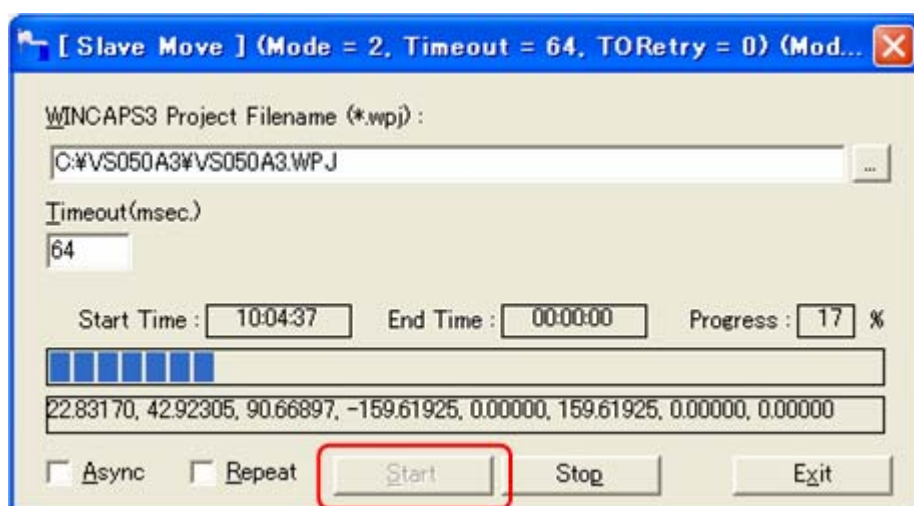 [ Slave Move ] (Mode = 2, Timeout = 64, TORetry = 0) (Mod...
WINCAPS3 Project Filename (*.wpj) :
C:¥VS050A3¥VS050A3.WPJ
...
Timeout(msec.)
64
Start Time : 10:04:37 End Time : 00:00:00 Progress : 17 %
22.83170, 42.92305, 90.66897, -159.61925, 0.00000, 159.61925, 0.00000, 0.00000
Async Repeat Start Stop Exit